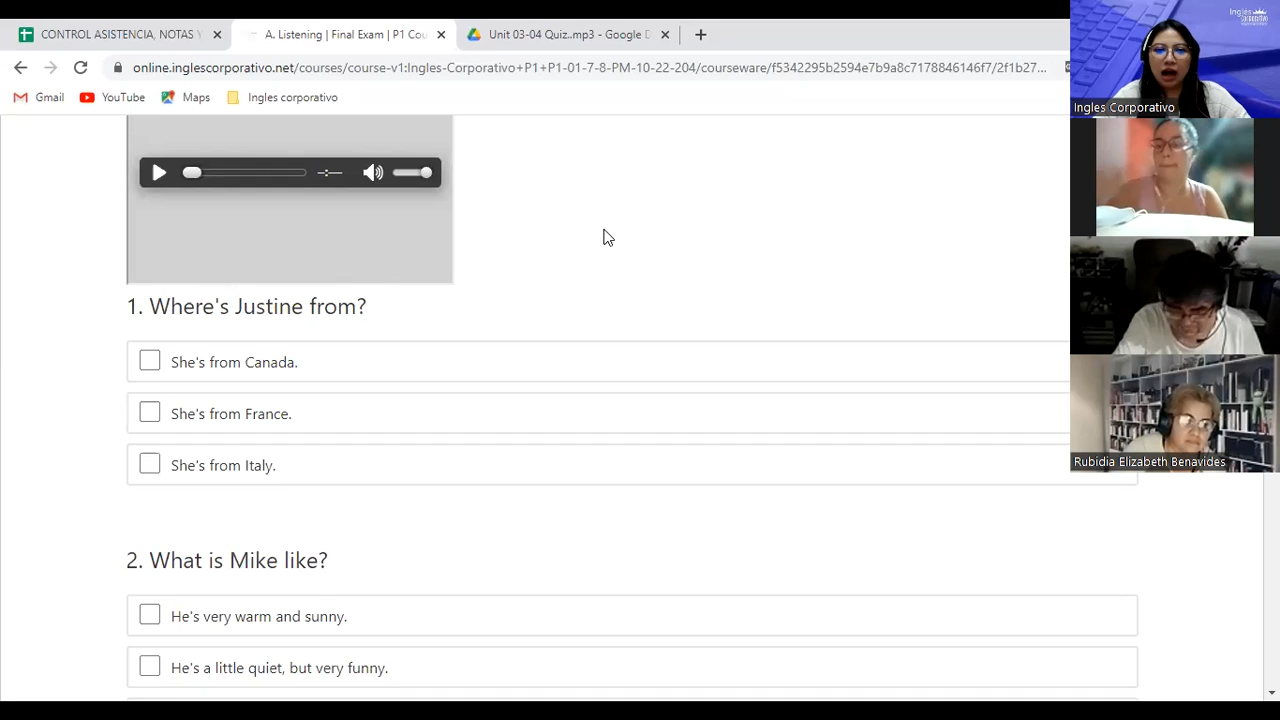 CONTROL ASISTENCIA, NOTAS
A. Listening | Final Exam | P1 Cou
Unit 03-04 Quiz..mp3 - Google D
online.inglescorporativo.net/courses/course-v1:Ingles-Corporativo+P1+P1-01-7-8-PM-10-22-204/courseware/f5342295b2594e7b9a8c7178846146f7/2f1b27...
Gmail
YouTube
Maps
Ingles corporativo
1. Where's Justine from?
She's from Canada.
She's from France.
She's from Italy.
2. What is Mike like?
He's very warm and sunny.
He's a little quiet, but very funny.
Ingles
Ingles Corporativo
Rubidia Elizabeth Benavides